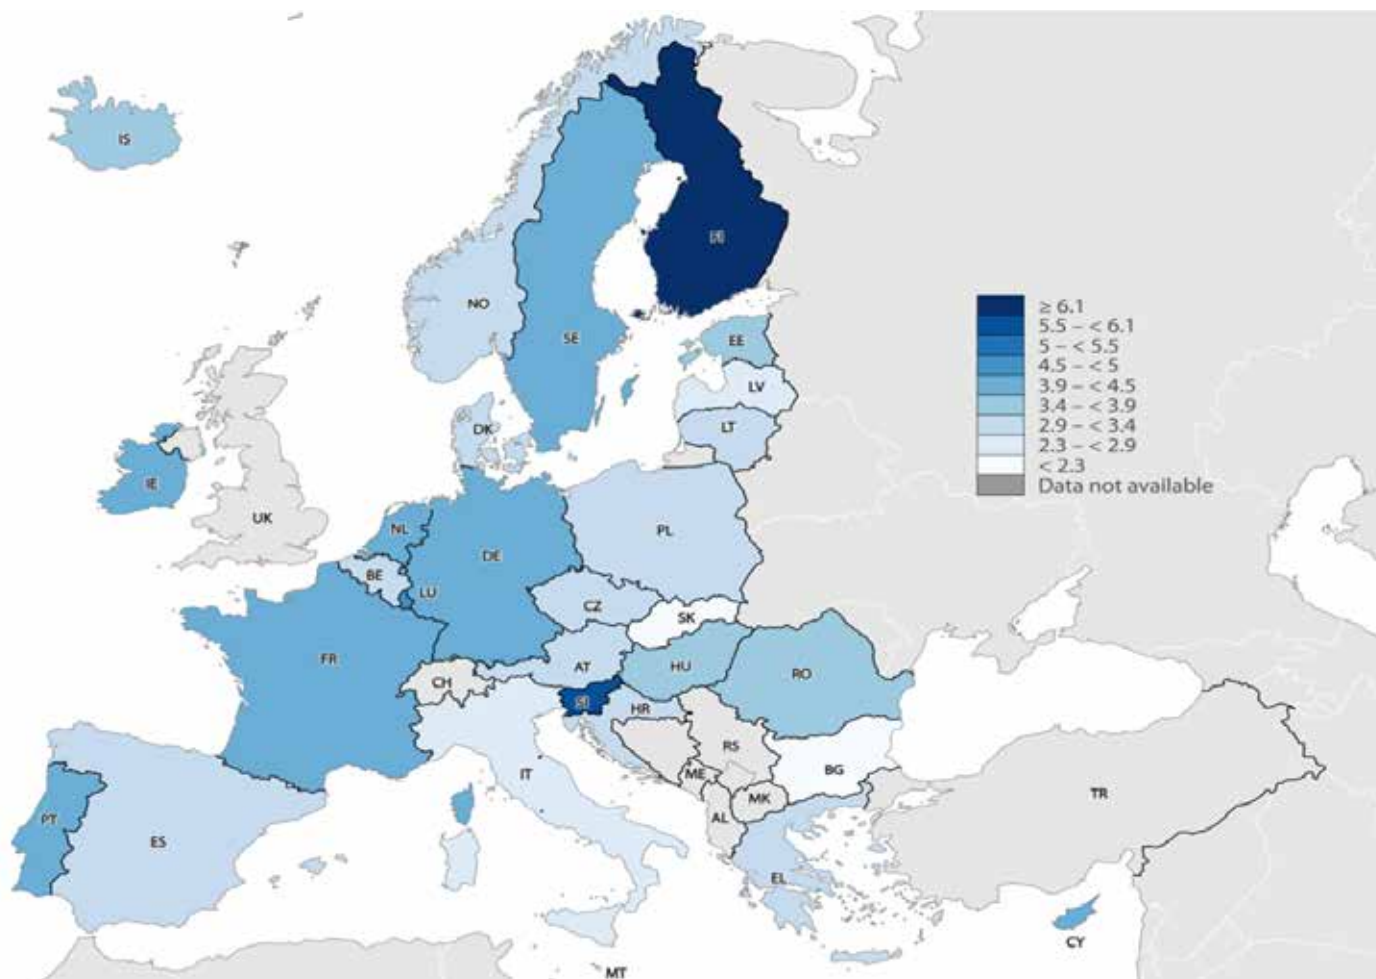 IS
FI
NO
SE
EE
LV
LT
DK
IE
UK
NL
DE
PL
BE
LU
CZ
SK
FR
CH
AT
HU
RO
SI
HR
RS
IT
BG
ME
MK
AL
TR
PT
ES
EL
CY
MT
≥ 6.1
5.5 – < 6.1
5 – < 5.5
4.5 – < 5
3.9 – < 4.5
3.4 – < 3.9
2.9 – < 3.4
2.3 – < 2.9
< 2.3
Data not available